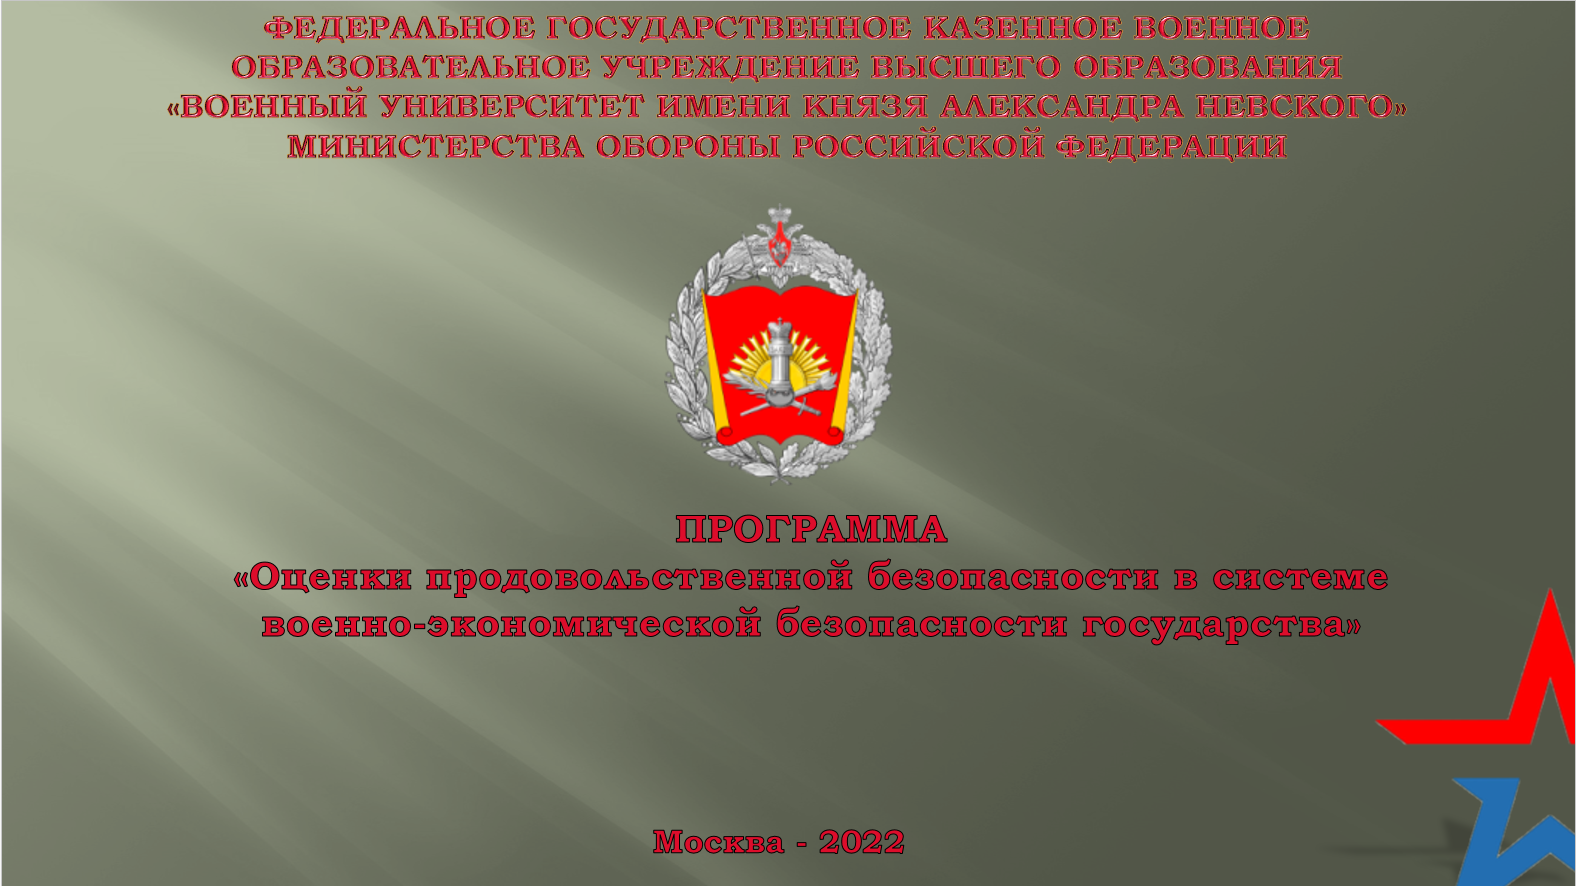 ФЕДЕРАЛЬНОЕ ГОСУДАРСТВЕННОЕ КАЗЕННОЕ ВОЕННОЕ
ОБРАЗОВАТЕЛЬНОЕ УЧРЕЖДЕНИЕ ВЫСШЕГО ОБРАЗОВАНИЯ
«ВОЕННЫЙ УНИВЕРСИТЕТ ИМЕНИ КНЯЗЯ АЛЕКСАНДРА НЕВСКОГО»
МИНИСТЕРСТВА ОБОРОНЫ РОССИЙСКОЙ ФЕДЕРАЦИИ
ПРОГРАММА
«Оценки продовольственной безопасности в системе
военно-экономической безопасности государства»
Москва - 2022